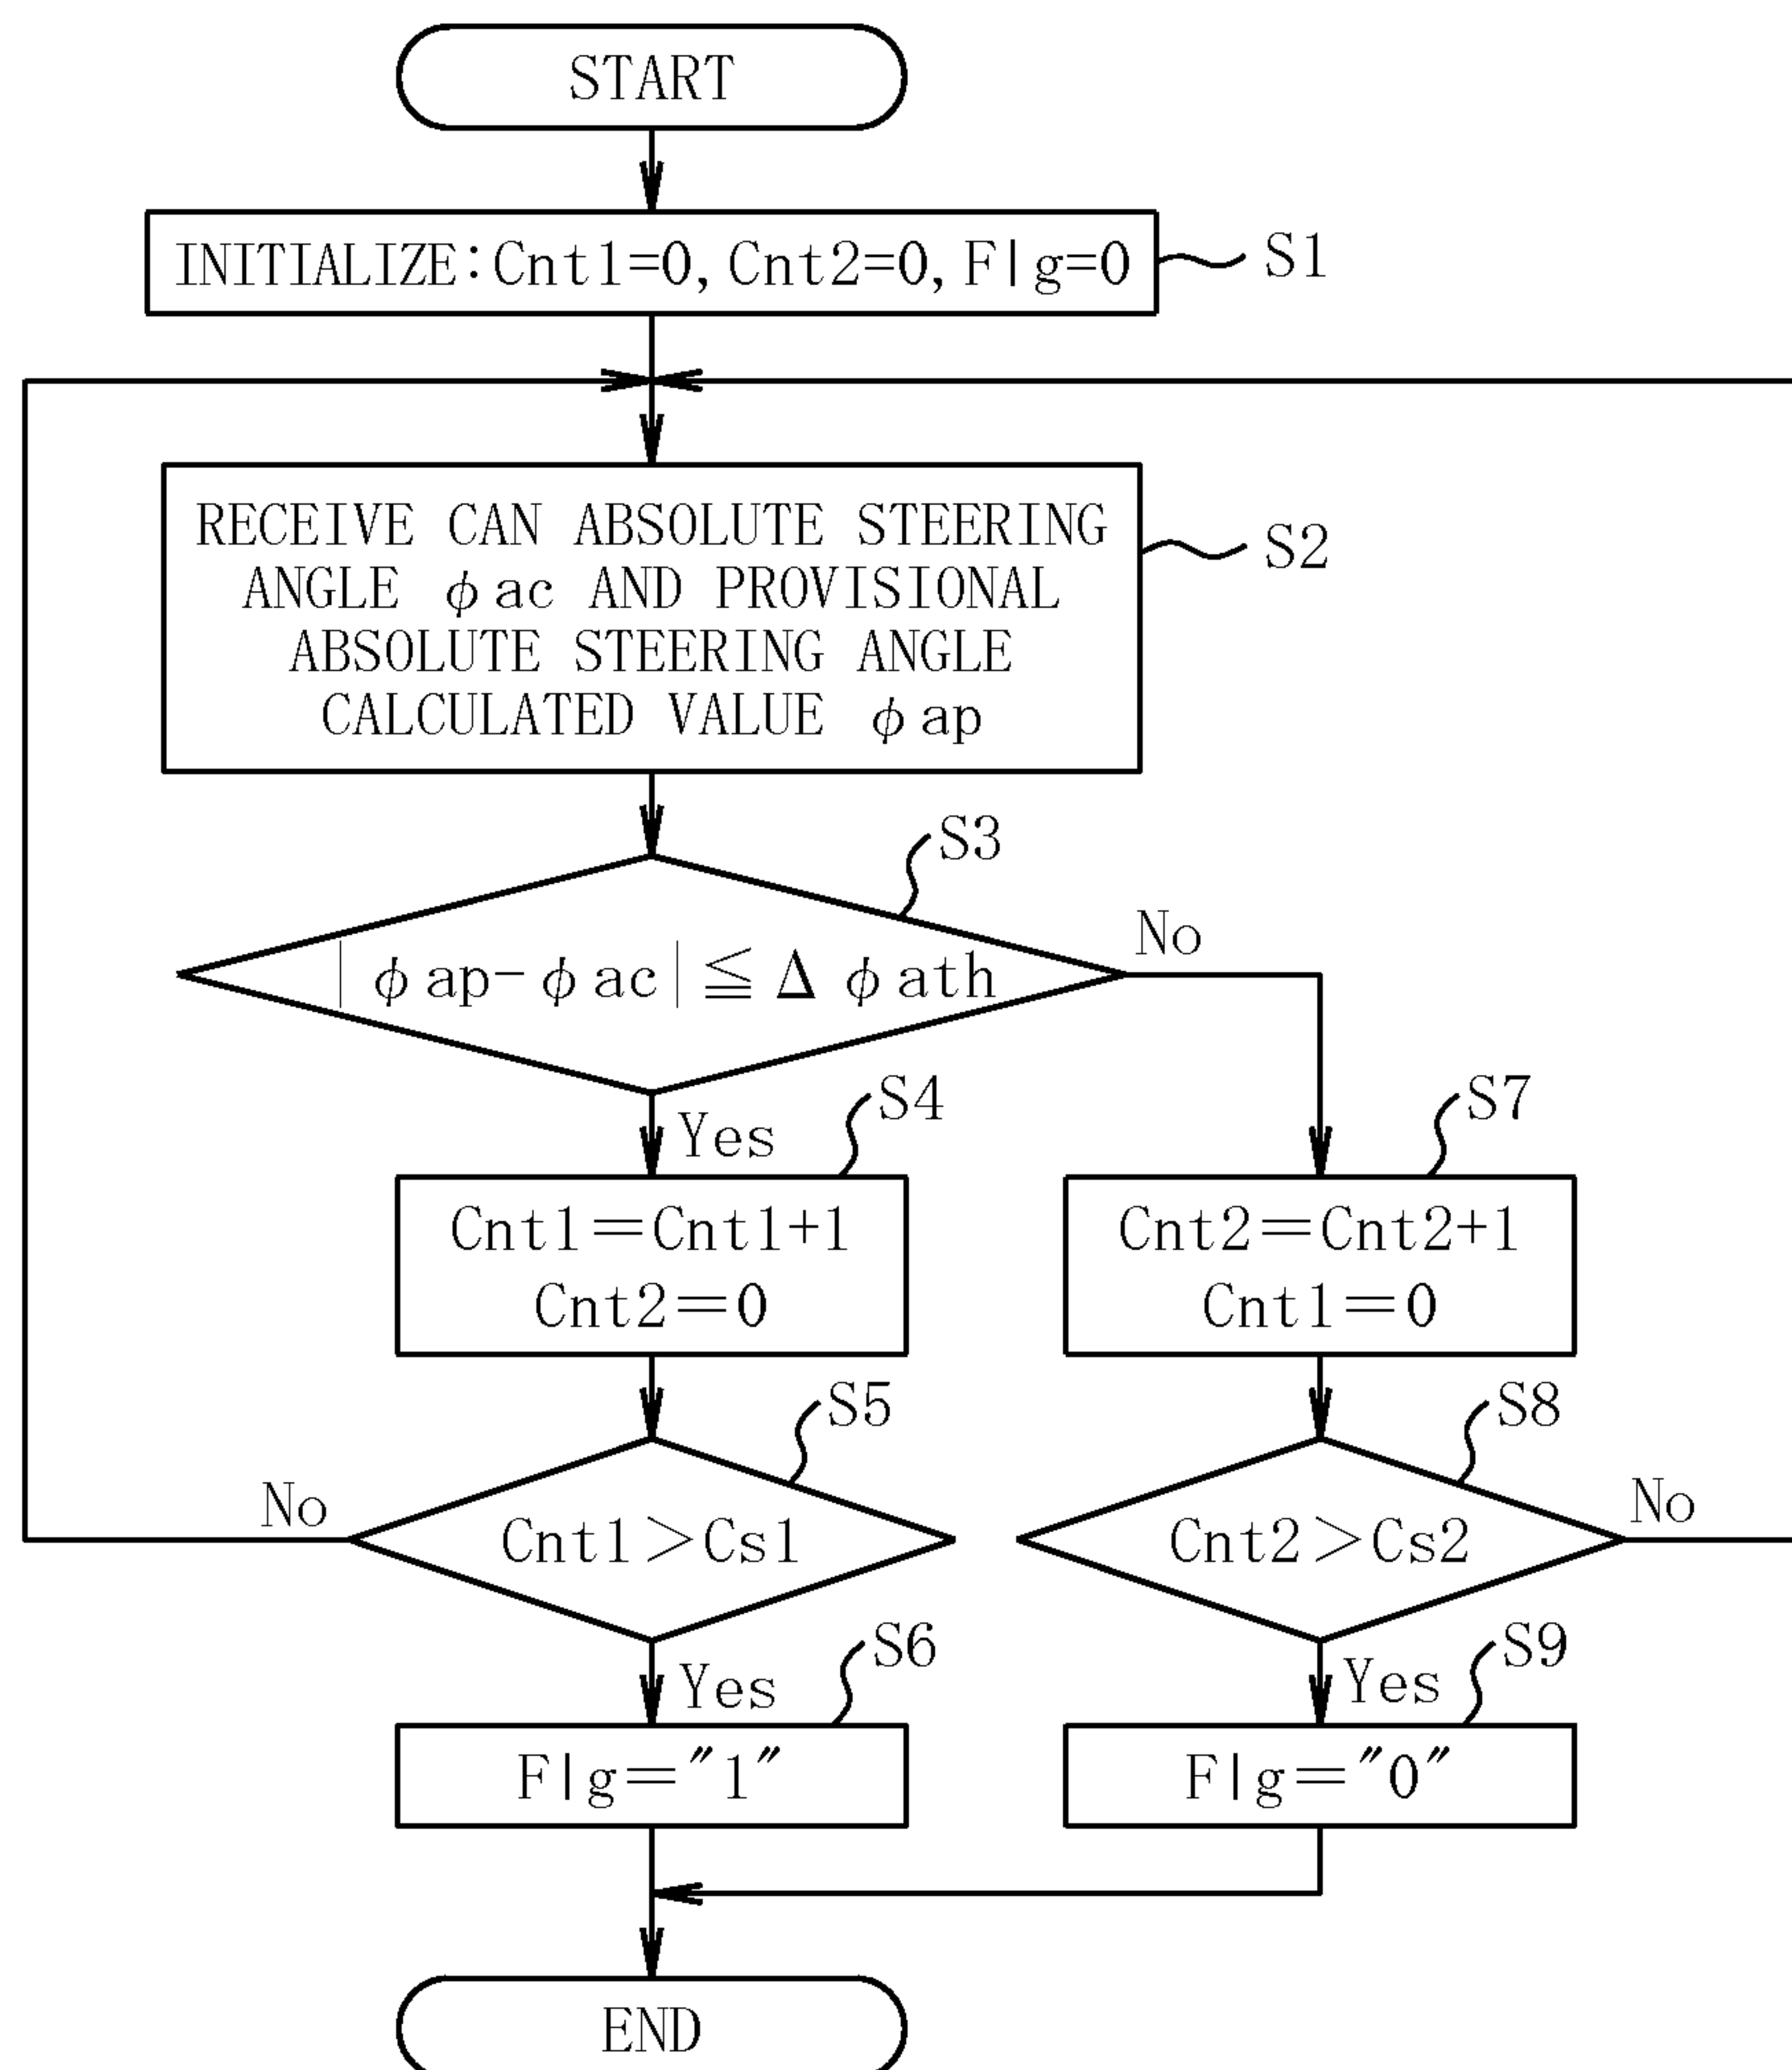 START
INITIALIZE:Cnt1=0, Cnt2=0, Flg=0
S1
RECEIVE CAN ABSOLUTE STEERING
ANGLE φac AND PROVISIONAL
ABSOLUTE STEERING ANGLE
CALCULATED VALUE φap
S2
S3
|φap-φac|≦Δφath
No
Yes
S4
Cnt1=Cnt1+1
Cnt2=0
S7
Cnt2=Cnt2+1
Cnt1=0
S5
Cnt1>Cs1
No
Yes
S8
Cnt2>Cs2
No
Yes
S6
Flg="1"
S9
Flg="0"
END